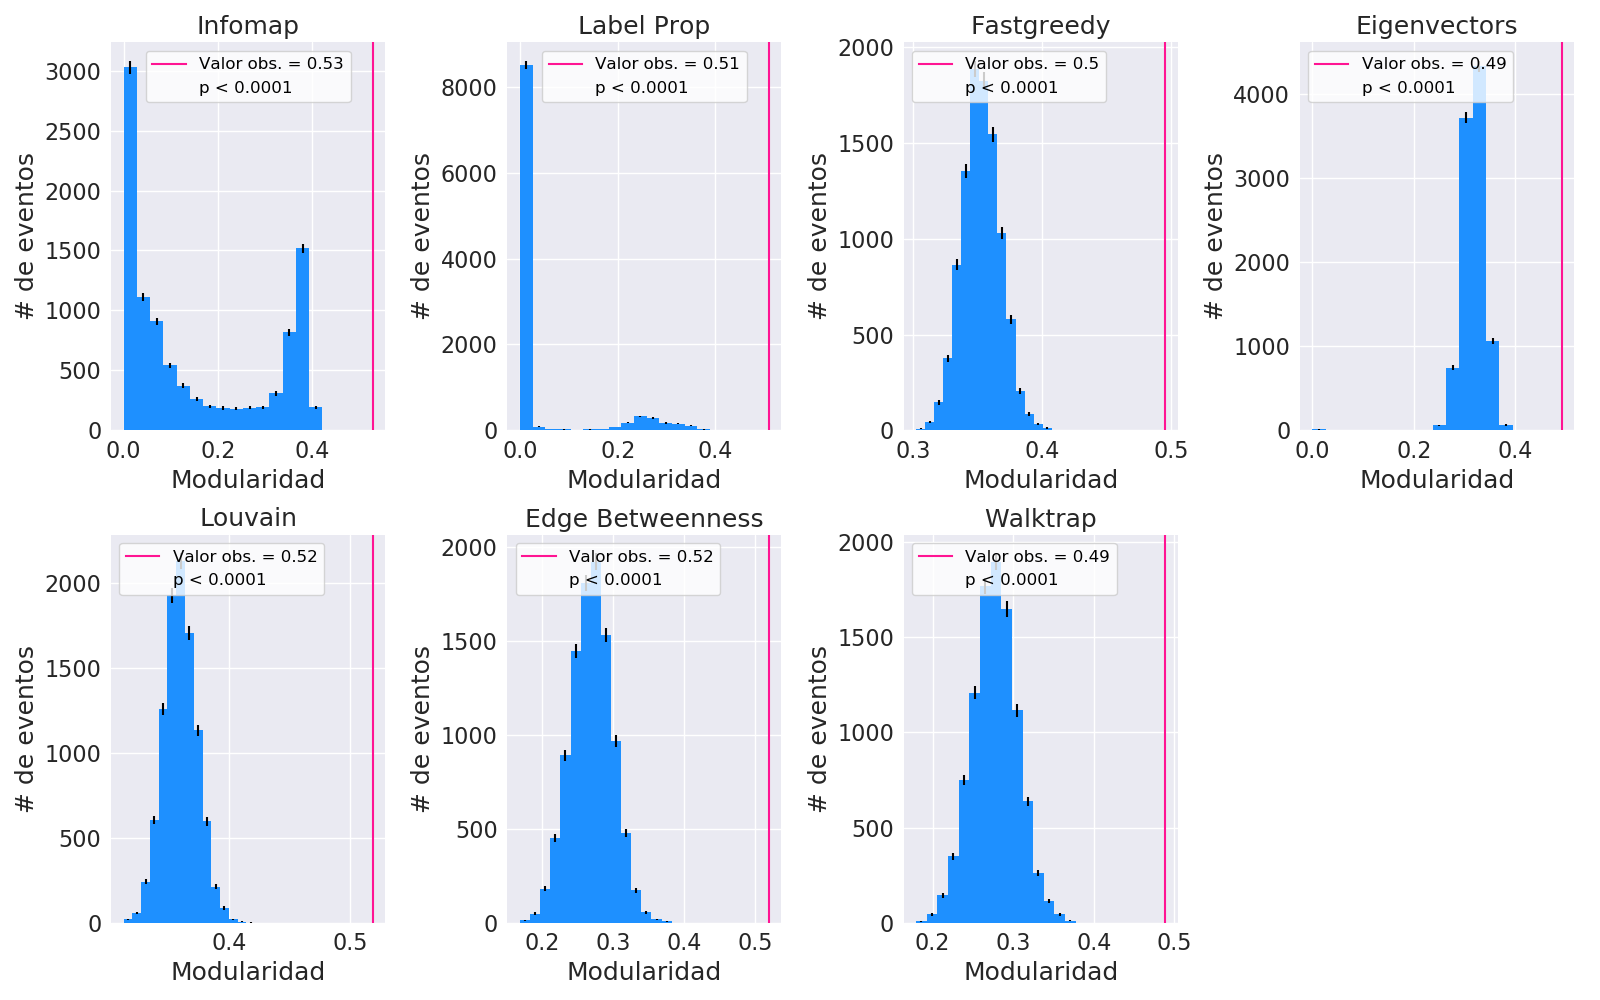 Infomap
Valor obs. = 0.53
p < 0.0001
# de eventos
3000
2500
2000
1500
1000
500
0
0.0 0.2 0.4
Modularidad
Label Prop
Valor obs. = 0.51
p < 0.0001
# de eventos
8000
6000
4000
2000
0
0.0 0.2 0.4
Modularidad
Fastgreedy
Valor obs. = 0.5
p < 0.0001
# de eventos
2000
1500
1000
500
0
0.3 0.4 0.5
Modularidad
Eigenvectors
Valor obs. = 0.49
p < 0.0001
# de eventos
4000
3000
2000
1000
0
0.0 0.2 0.4
Modularidad
Louvain
Valor obs. = 0.52
p < 0.0001
# de eventos
2000
1500
1000
500
0
0.4 0.5
Modularidad
Edge Betweenness
Valor obs. = 0.52
p < 0.0001
# de eventos
2000
1500
1000
500
0
0.2 0.3 0.4 0.5
Modularidad
Walktrap
Valor obs. = 0.49
p < 0.0001
# de eventos
2000
1500
1000
500
0
0.2 0.3 0.4 0.5
Modularidad